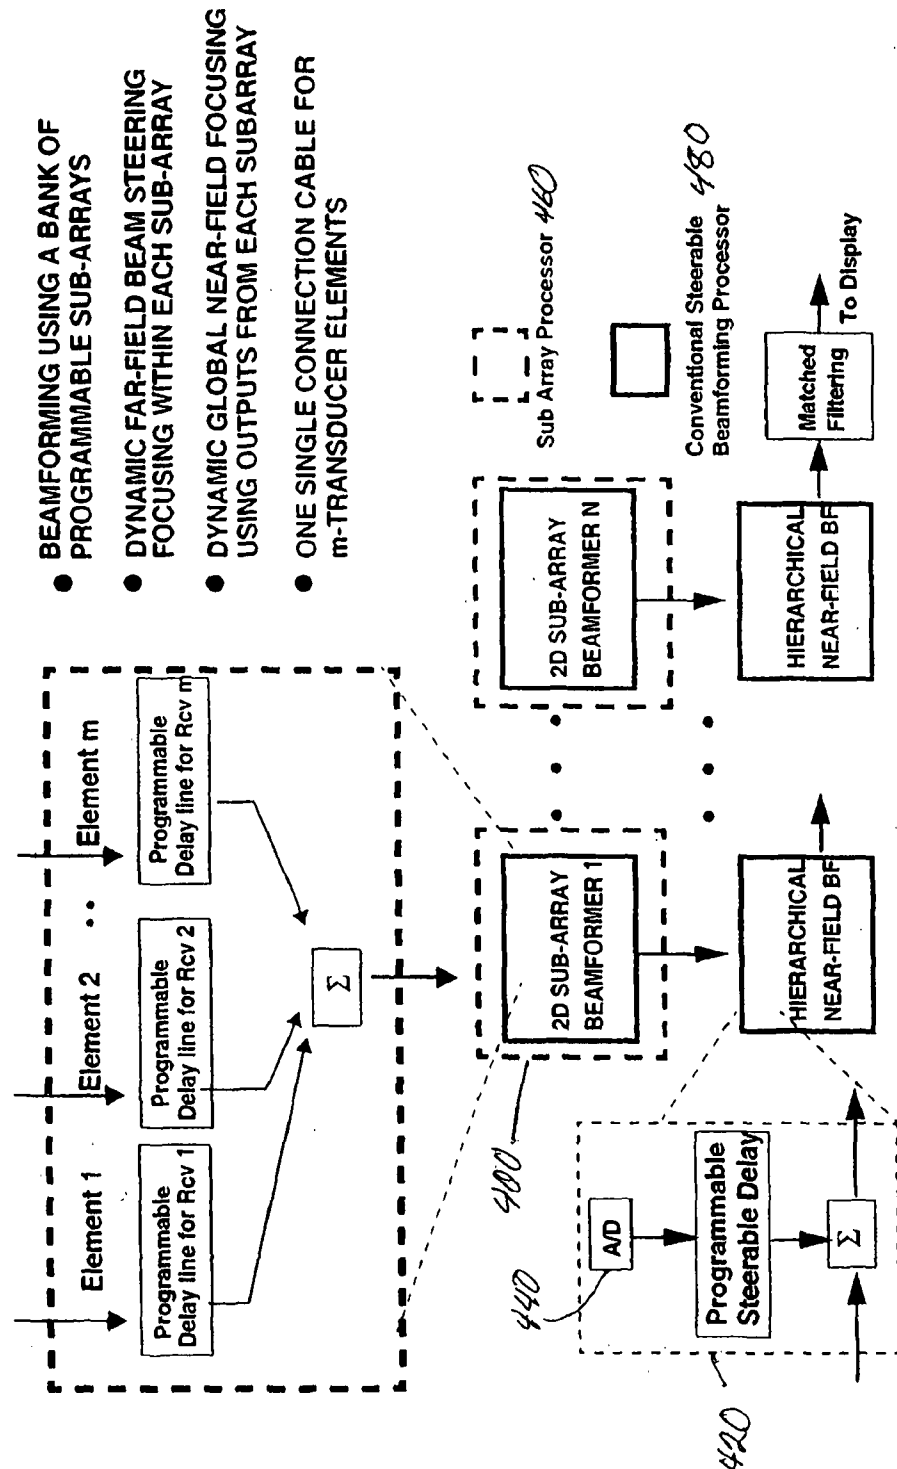 ● BEAMFORMING USING A BANK OF
PROGRAMMABLE SUB-ARRAYS
● DYNAMIC FAR-FIELD BEAM STEERING
FOCUSING WITHIN EACH SUB-ARRAY
● DYNAMIC GLOBAL NEAR-FIELD FOCUSING
USING OUTPUTS FROM EACH SUBARRAY
● ONE SINGLE CONNECTION CABLE FOR
m-TRANSDUCER ELEMENTS
Element 1
Element 2
• •
Element m
Programmable
Delay line for Rcv 1
Programmable
Delay line for Rcv 2
Programmable
Delay line for Rcv m
Σ
400
2D SUB-ARRAY
BEAMFORMER 1
• • •
2D SUB-ARRAY
BEAMFORMER N
Sub Array Processor 460
Conventional Steerable 480
Beamforming Processor
440
A/D
Programmable
Steerable Delay
Σ
420
HIERARCHICAL
NEAR-FIELD BF
• • •
HIERARCHICAL
NEAR-FIELD BF
Matched
Filtering
To Display